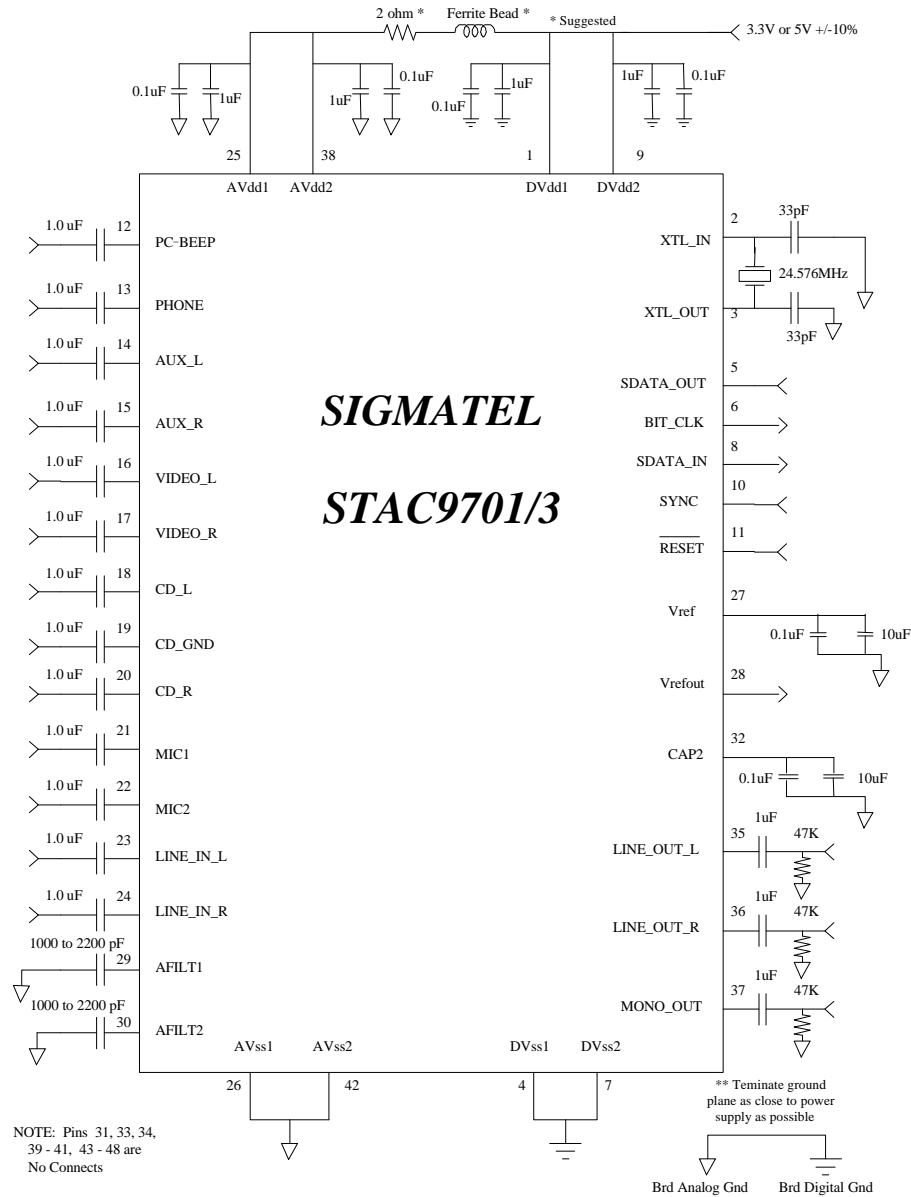 2 ohm *
Ferrite Bead *
* Suggested
3.3V or 5V +/-10%
0.1uF
1uF
1uF
0.1uF
0.1uF
1uF
1uF
0.1uF
25
38
1
9
AVdd1
AVdd2
DVdd1
DVdd2
1.0 uF
12
PC-BEEP
1.0 uF
13
PHONE
1.0 uF
14
AUX_L
1.0 uF
15
AUX_R
1.0 uF
16
VIDEO_L
1.0 uF
17
VIDEO_R
1.0 uF
18
CD_L
1.0 uF
19
CD_GND
1.0 uF
20
CD_R
1.0 uF
21
MIC1
1.0 uF
22
MIC2
1.0 uF
23
LINE_IN_L
1.0 uF
24
LINE_IN_R
1000 to 2200 pF
29
AFILT1
1000 to 2200 pF
30
AFILT2
SIGMATEL
STAC9701/3
2
33pF
XTL_IN
24.576MHz
XTL_OUT
3
33pF
5
SDATA_OUT
6
BIT_CLK
8
SDATA_IN
10
SYNC
11
RESET
27
Vref
0.1uF
10uF
28
Vrefout
32
CAP2
0.1uF
10uF
1uF
35
47K
LINE_OUT_L
1uF
36
47K
LINE_OUT_R
1uF
37
47K
MONO_OUT
AVss1
AVss2
DVss1
DVss2
26
42
4
7
** Teminate ground
plane as close to power
supply as possible
NOTE: Pins 31, 33, 34,
39 - 41, 43 - 48 are
No Connects
Brd Analog Gnd
Brd Digital Gnd